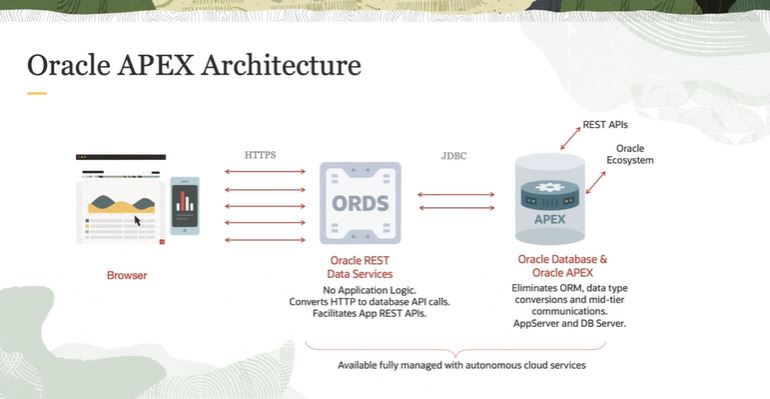 Oracle APEX Architecture
REST APIs
Oracle
Ecosystem
HTTPS
JDBC
ORDS
APEX
Browser
Oracle REST
Data Services
No Application Logic.
Converts HTTP to database API calls.
Facilitates App REST APIs.
Oracle Database &
Oracle APEX
Eliminates ORM, data type
conversions and mid-tier
communications.
AppServer and DB Server.
Available fully managed with autonomous cloud services